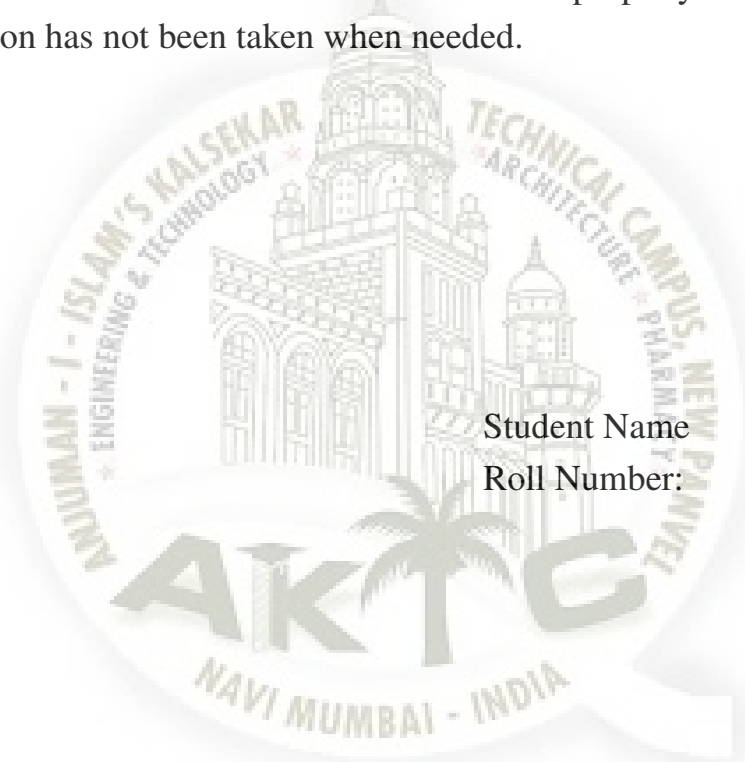 on has not been taken when needed.
ANJUMAN - I - ISLAM'S KALSEKAR TECHNICAL CAMPUS, NEW PANVEL
ENGINEERING & TECHNOLOGY * ARCHITECTURE * PHARMACY
Student Name
Roll Number:
AKTC
NAVI MUMBAI - INDIA